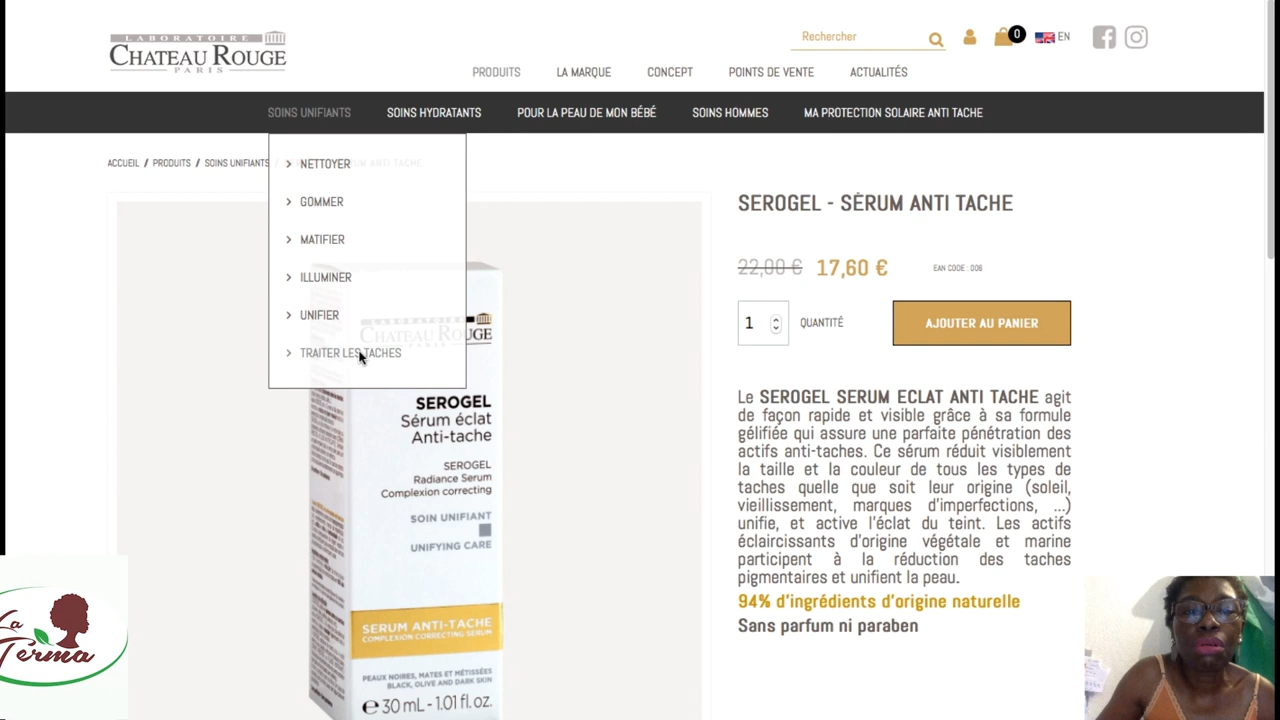 LABORATOIRE
CHATEAU ROUGE
PARIS
Rechercher
0
EN
PRODUITS
LA MARQUE
CONCEPT
POINTS DE VENTE
ACTUALITÉS
SOINS UNIFIANTS
SOINS HYDRATANTS
POUR LA PEAU DE MON BÉBÉ
SOINS HOMMES
MA PROTECTION SOLAIRE ANTI TACHE
ACCUEIL / PRODUITS / SOINS UNIFIANTS
NETTOYER
GOMMER
MATIFIER
ILLUMINER
UNIFIER
TRAITER LES TACHES
LABORATOIRE
CHATEAU ROUGE
PARIS
SEROGEL
Sérum éclat
Anti-tache
SEROGEL
Radiance Serum
Complexion correcting
SOIN UNIFIANT
UNIFYING CARE
SERUM ANTI-TACHE
COMPLEXION CORRECTING SERUM
PEAUX NOIRES, MATES ET MÉTISSÉES
BLACK, OLIVE AND DARK SKIN
e 30 mL - 1.01 fl. oz.
SEROGEL - SÉRUM ANTI TACHE
22,00 € 17,60 € EAN CODE : 006
1 QUANTITÉ
AJOUTER AU PANIER
Le SEROGEL SERUM ECLAT ANTI TACHE agit
de façon rapide et visible grâce à sa formule
gélifiée qui assure une parfaite pénétration des
actifs anti-taches. Ce sérum réduit visiblement
la taille et la couleur de tous les types de
taches quelle que soit leur origine (soleil,
vieillissement, marques d'imperfections, ...)
unifie, et active l'éclat du teint. Les actifs
éclaircissants d'origine végétale et marine
participent à la réduction des taches
pigmentaires et unifient la peau.
94% d'ingrédients d'origine naturelle
Sans parfum ni paraben
La
Terma